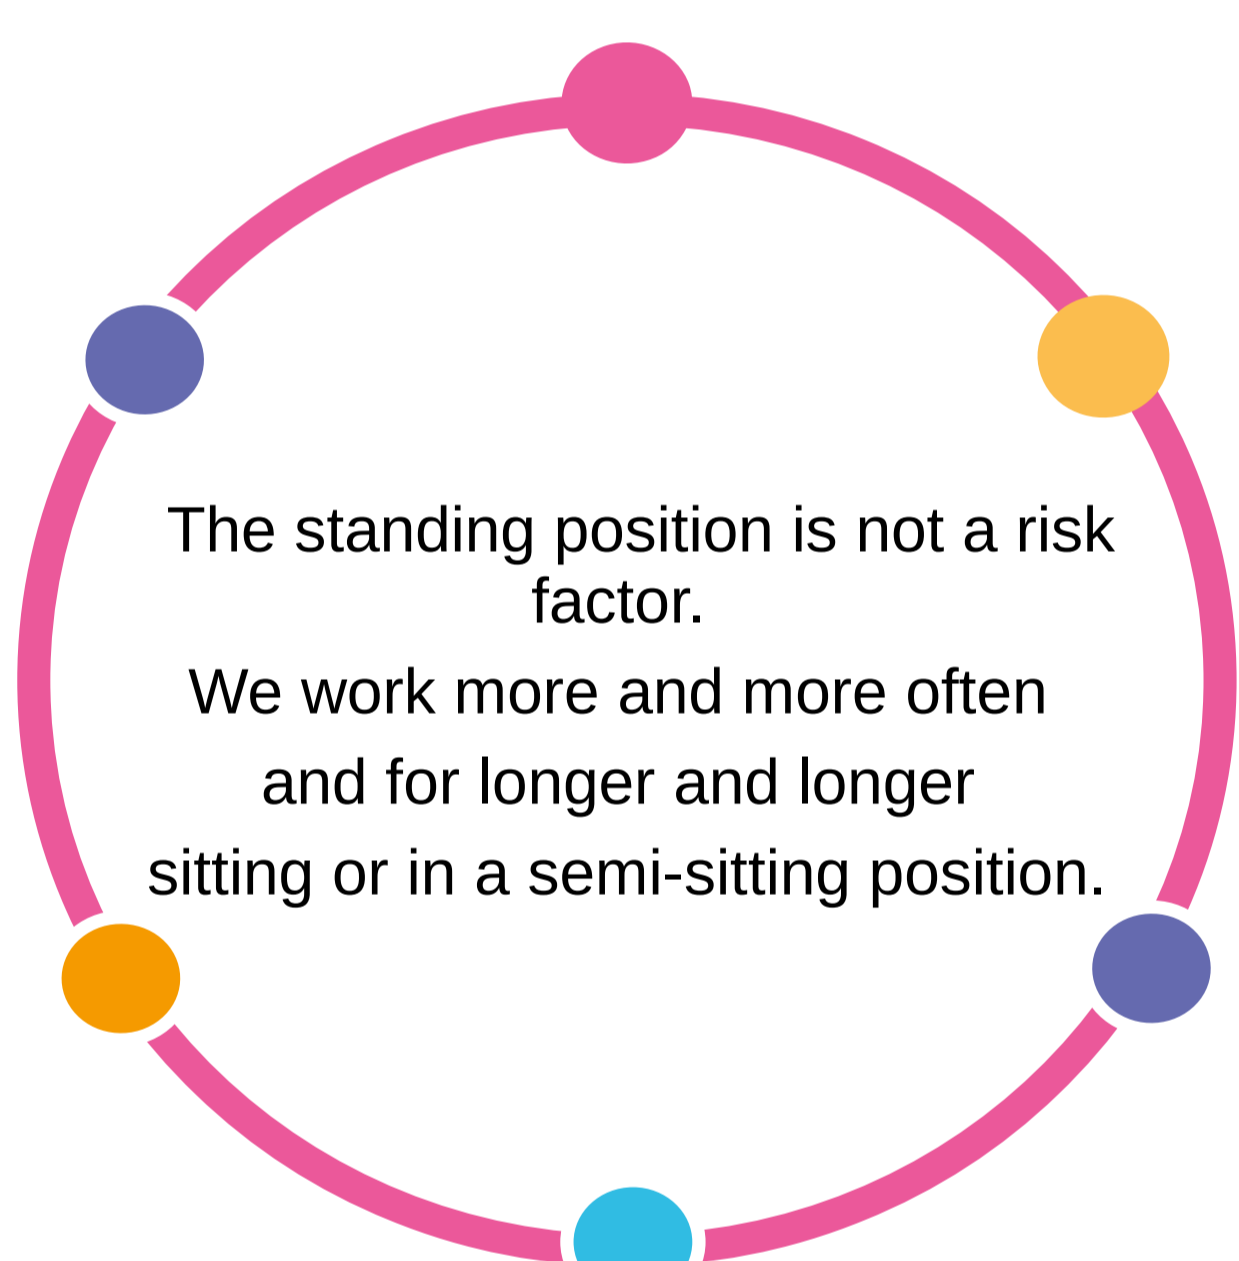 The standing position is not a risk
factor.
We work more and more often
and for longer and longer
sitting or in a semi-sitting position.